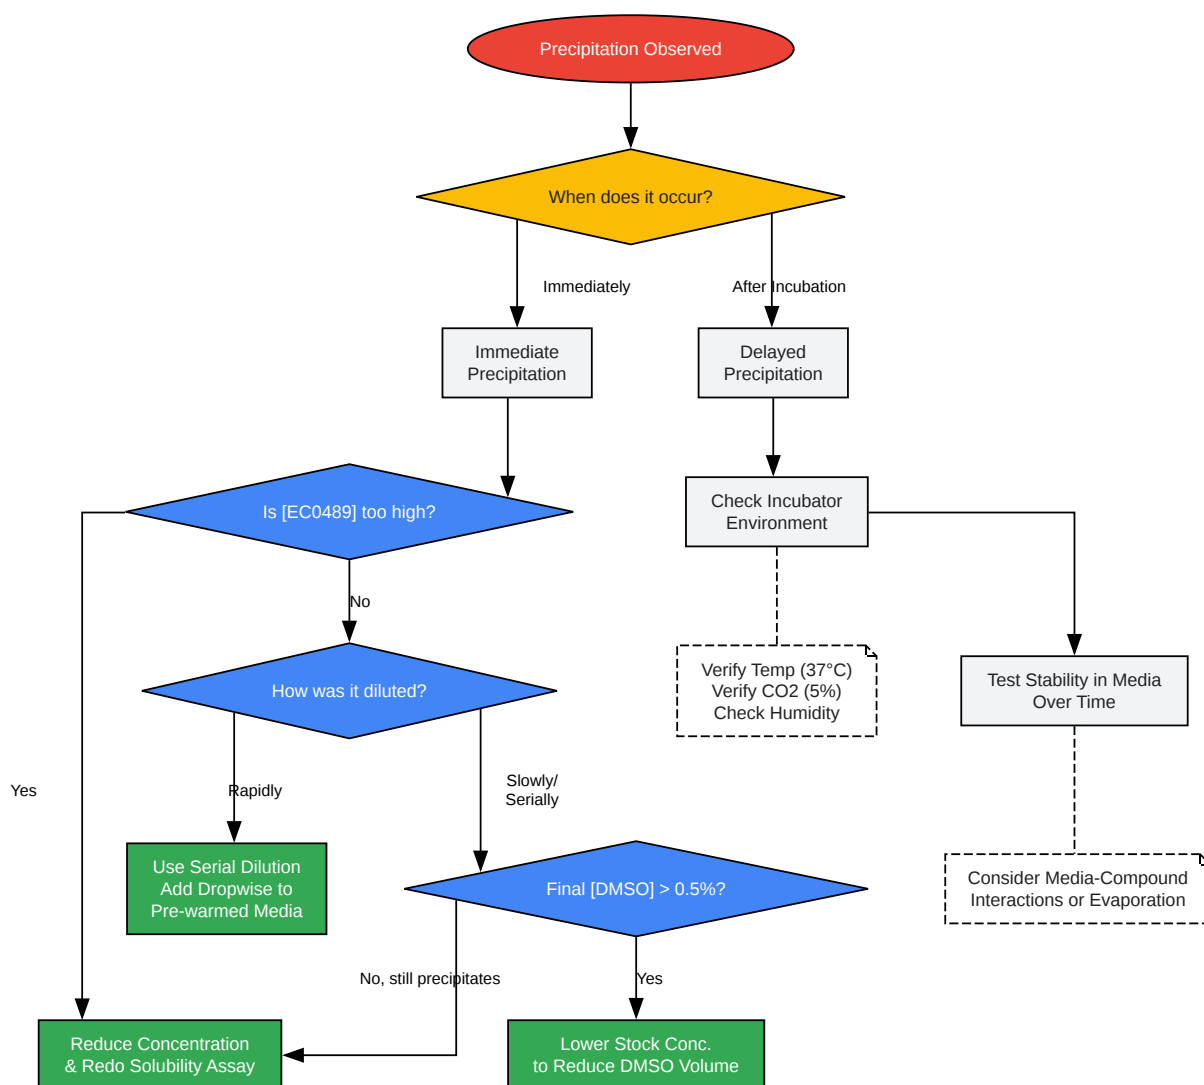 Precipitation Observed
When does it occur?
Immediately
After Incubation
Immediate
Precipitation
Delayed
Precipitation
Is [EC0489] too high?
Check Incubator
Environment
No
How was it diluted?
Verify Temp (37°C)
Verify CO2 (5%)
Check Humidity
Test Stability in Media
Over Time
Yes
Rapidly
Slowly/
Serially
Use Serial Dilution
Add Dropwise to
Pre-warmed Media
Final [DMSO] > 0.5%?
Consider Media-Compound
Interactions or Evaporation
No, still precipitates
Yes
Reduce Concentration
& Redo Solubility Assay
Lower Stock Conc.
to Reduce DMSO Volume